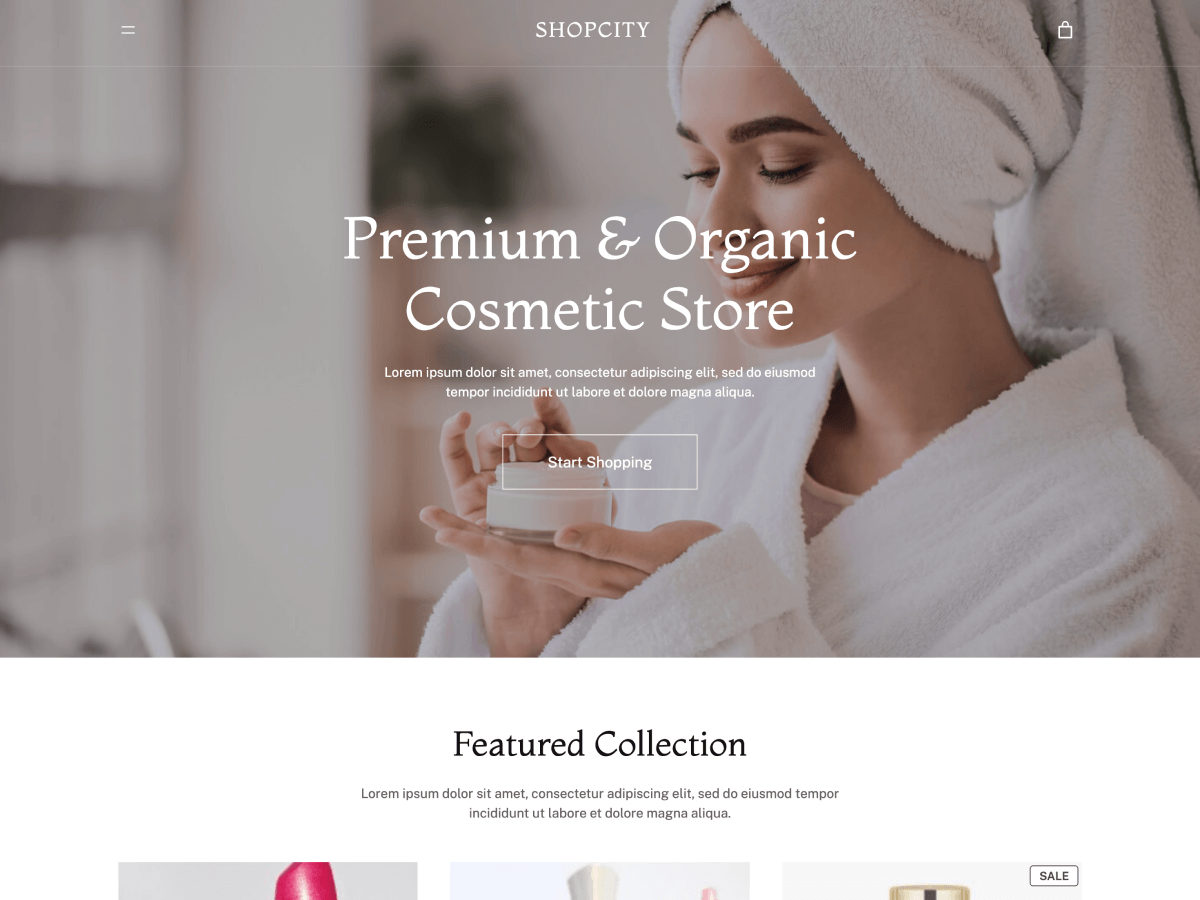 SHOPCITY
Premium & Organic
Cosmetic Store
Lorem ipsum dolor sit amet, consectetur adipiscing elit, sed do eiusmod
tempor incididunt ut labore et dolore magna aliqua.
Start Shopping
Featured Collection
Lorem ipsum dolor sit amet, consectetur adipiscing elit, sed do eiusmod tempor
incididunt ut labore et dolore magna aliqua.
SALE